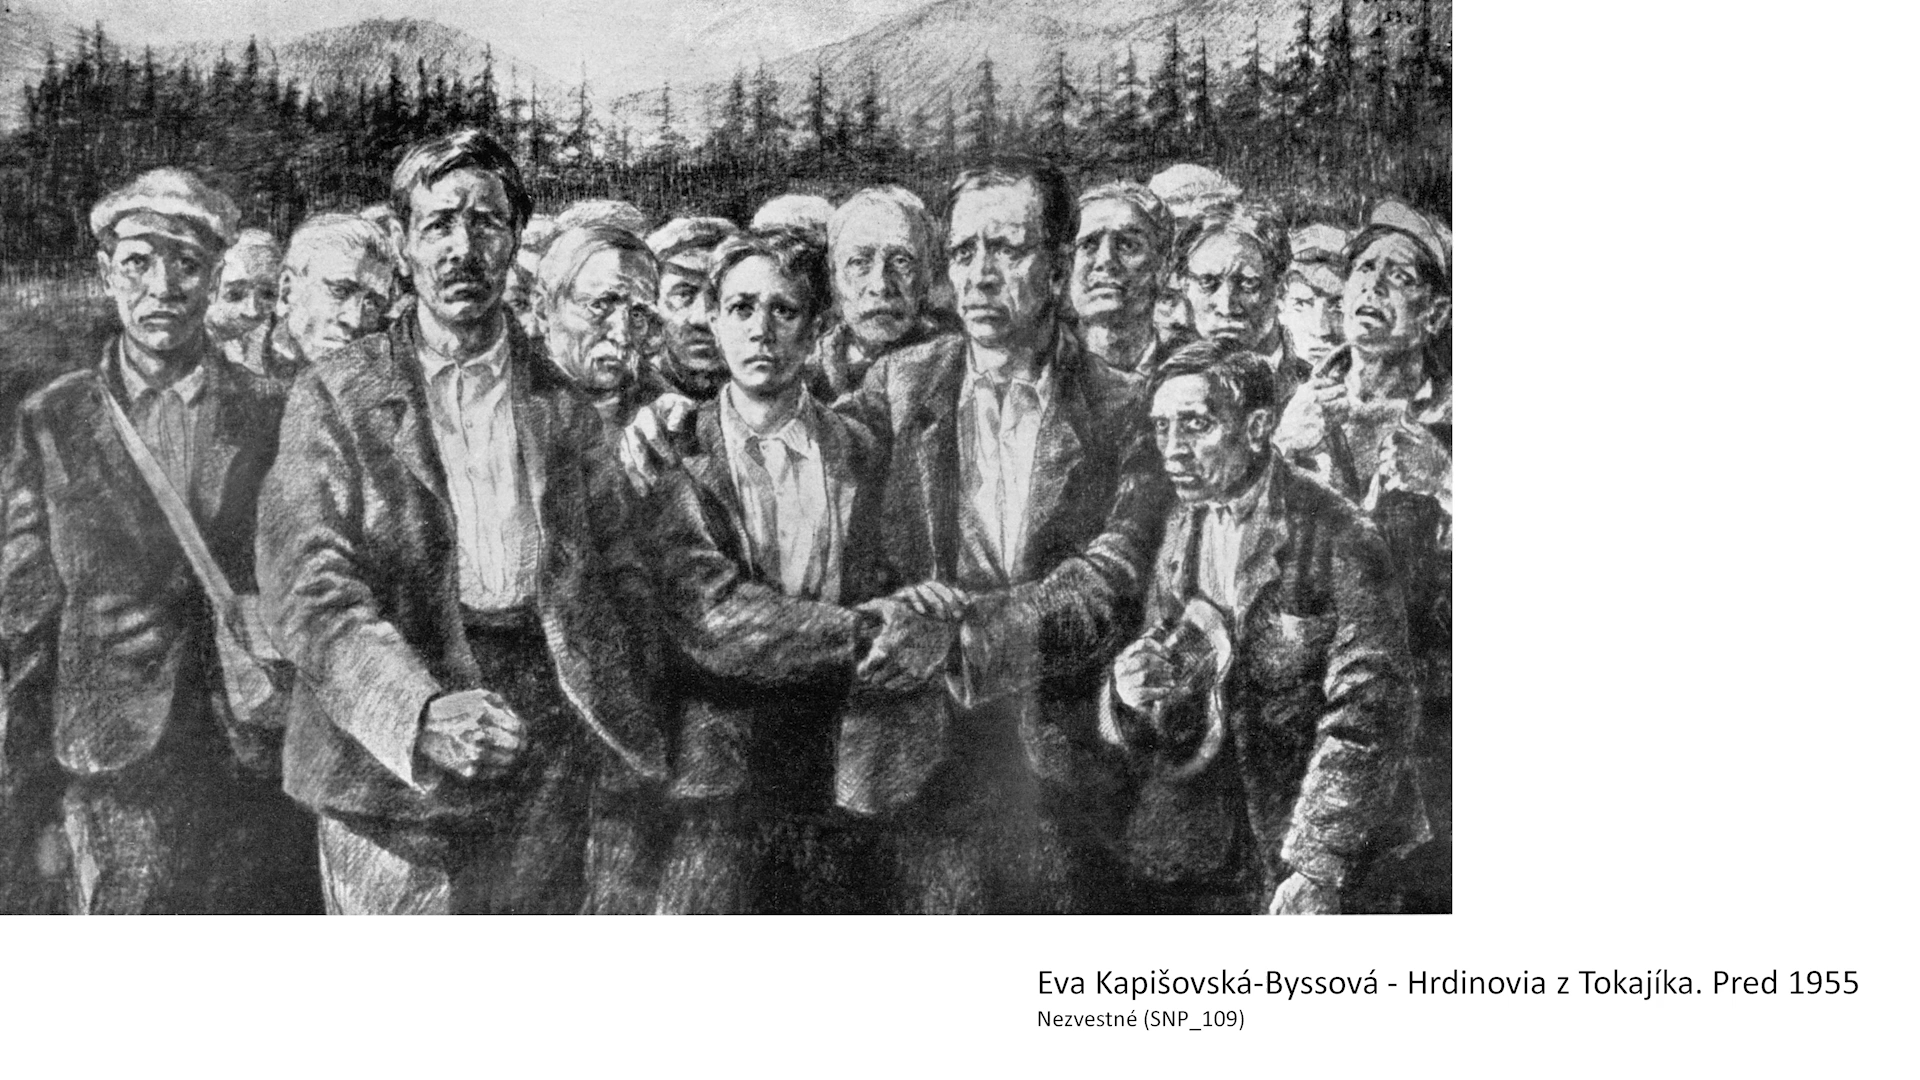 Eva Kapišovská-Byssová - Hrdinovia z Tokajíka. Pred 1955
Nezvestné (SNP_109)